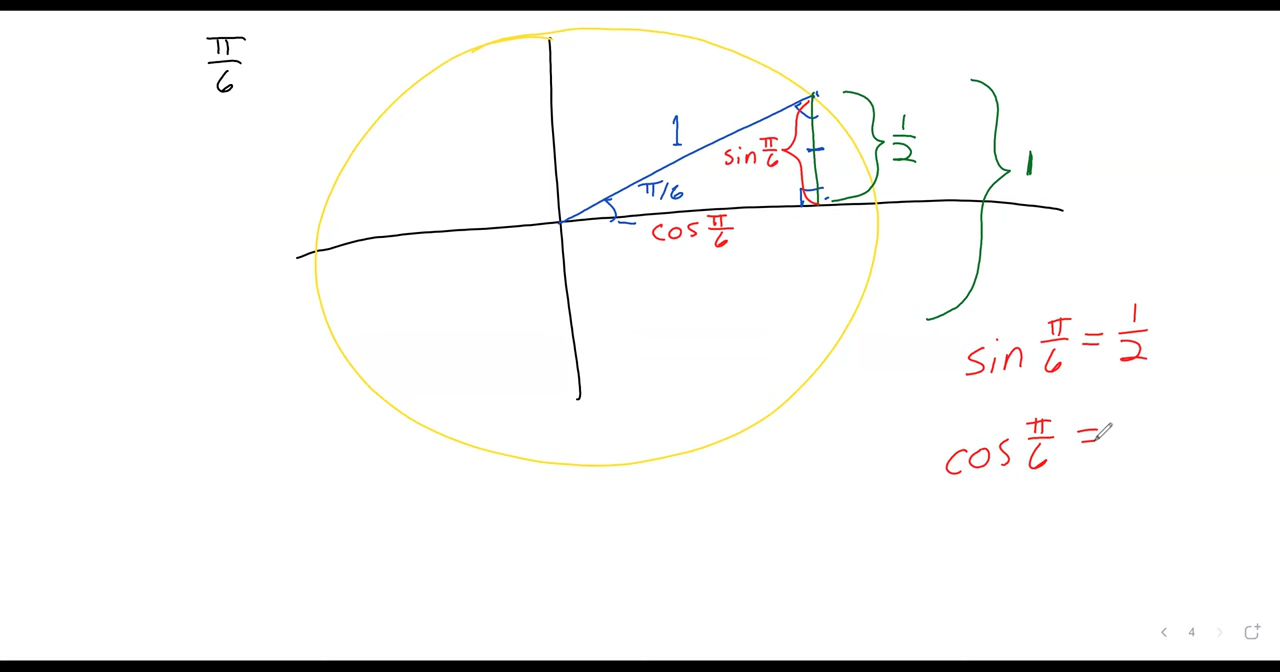 π/6
1
sin π/6
1/2
1
π/6
cos π/6
sin π/6 = 1/2
cos π/6 =
4